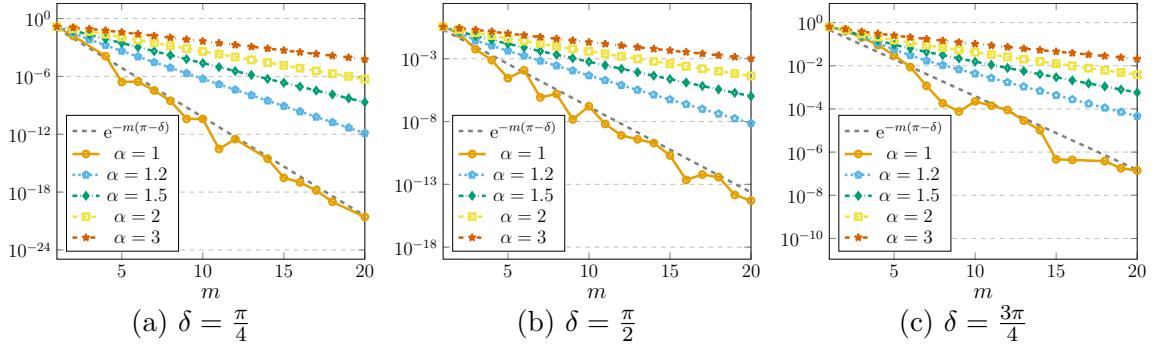 10^0
10^{-6}
10^{-12}
10^{-18}
10^{-24}
e^{-m(π−δ)}
α = 1
α = 1.2
α = 1.5
α = 2
α = 3
5 10 15 20
m
(a) δ = π/4
10^{-3}
10^{-8}
10^{-13}
10^{-18}
e^{-m(π−δ)}
α = 1
α = 1.2
α = 1.5
α = 2
α = 3
5 10 15 20
m
(b) δ = π/2
10^0
10^{-2}
10^{-4}
10^{-6}
10^{-8}
10^{-10}
e^{-m(π−δ)}
α = 1
α = 1.2
α = 1.5
α = 2
α = 3
5 10 15 20
m
(c) δ = 3π/4